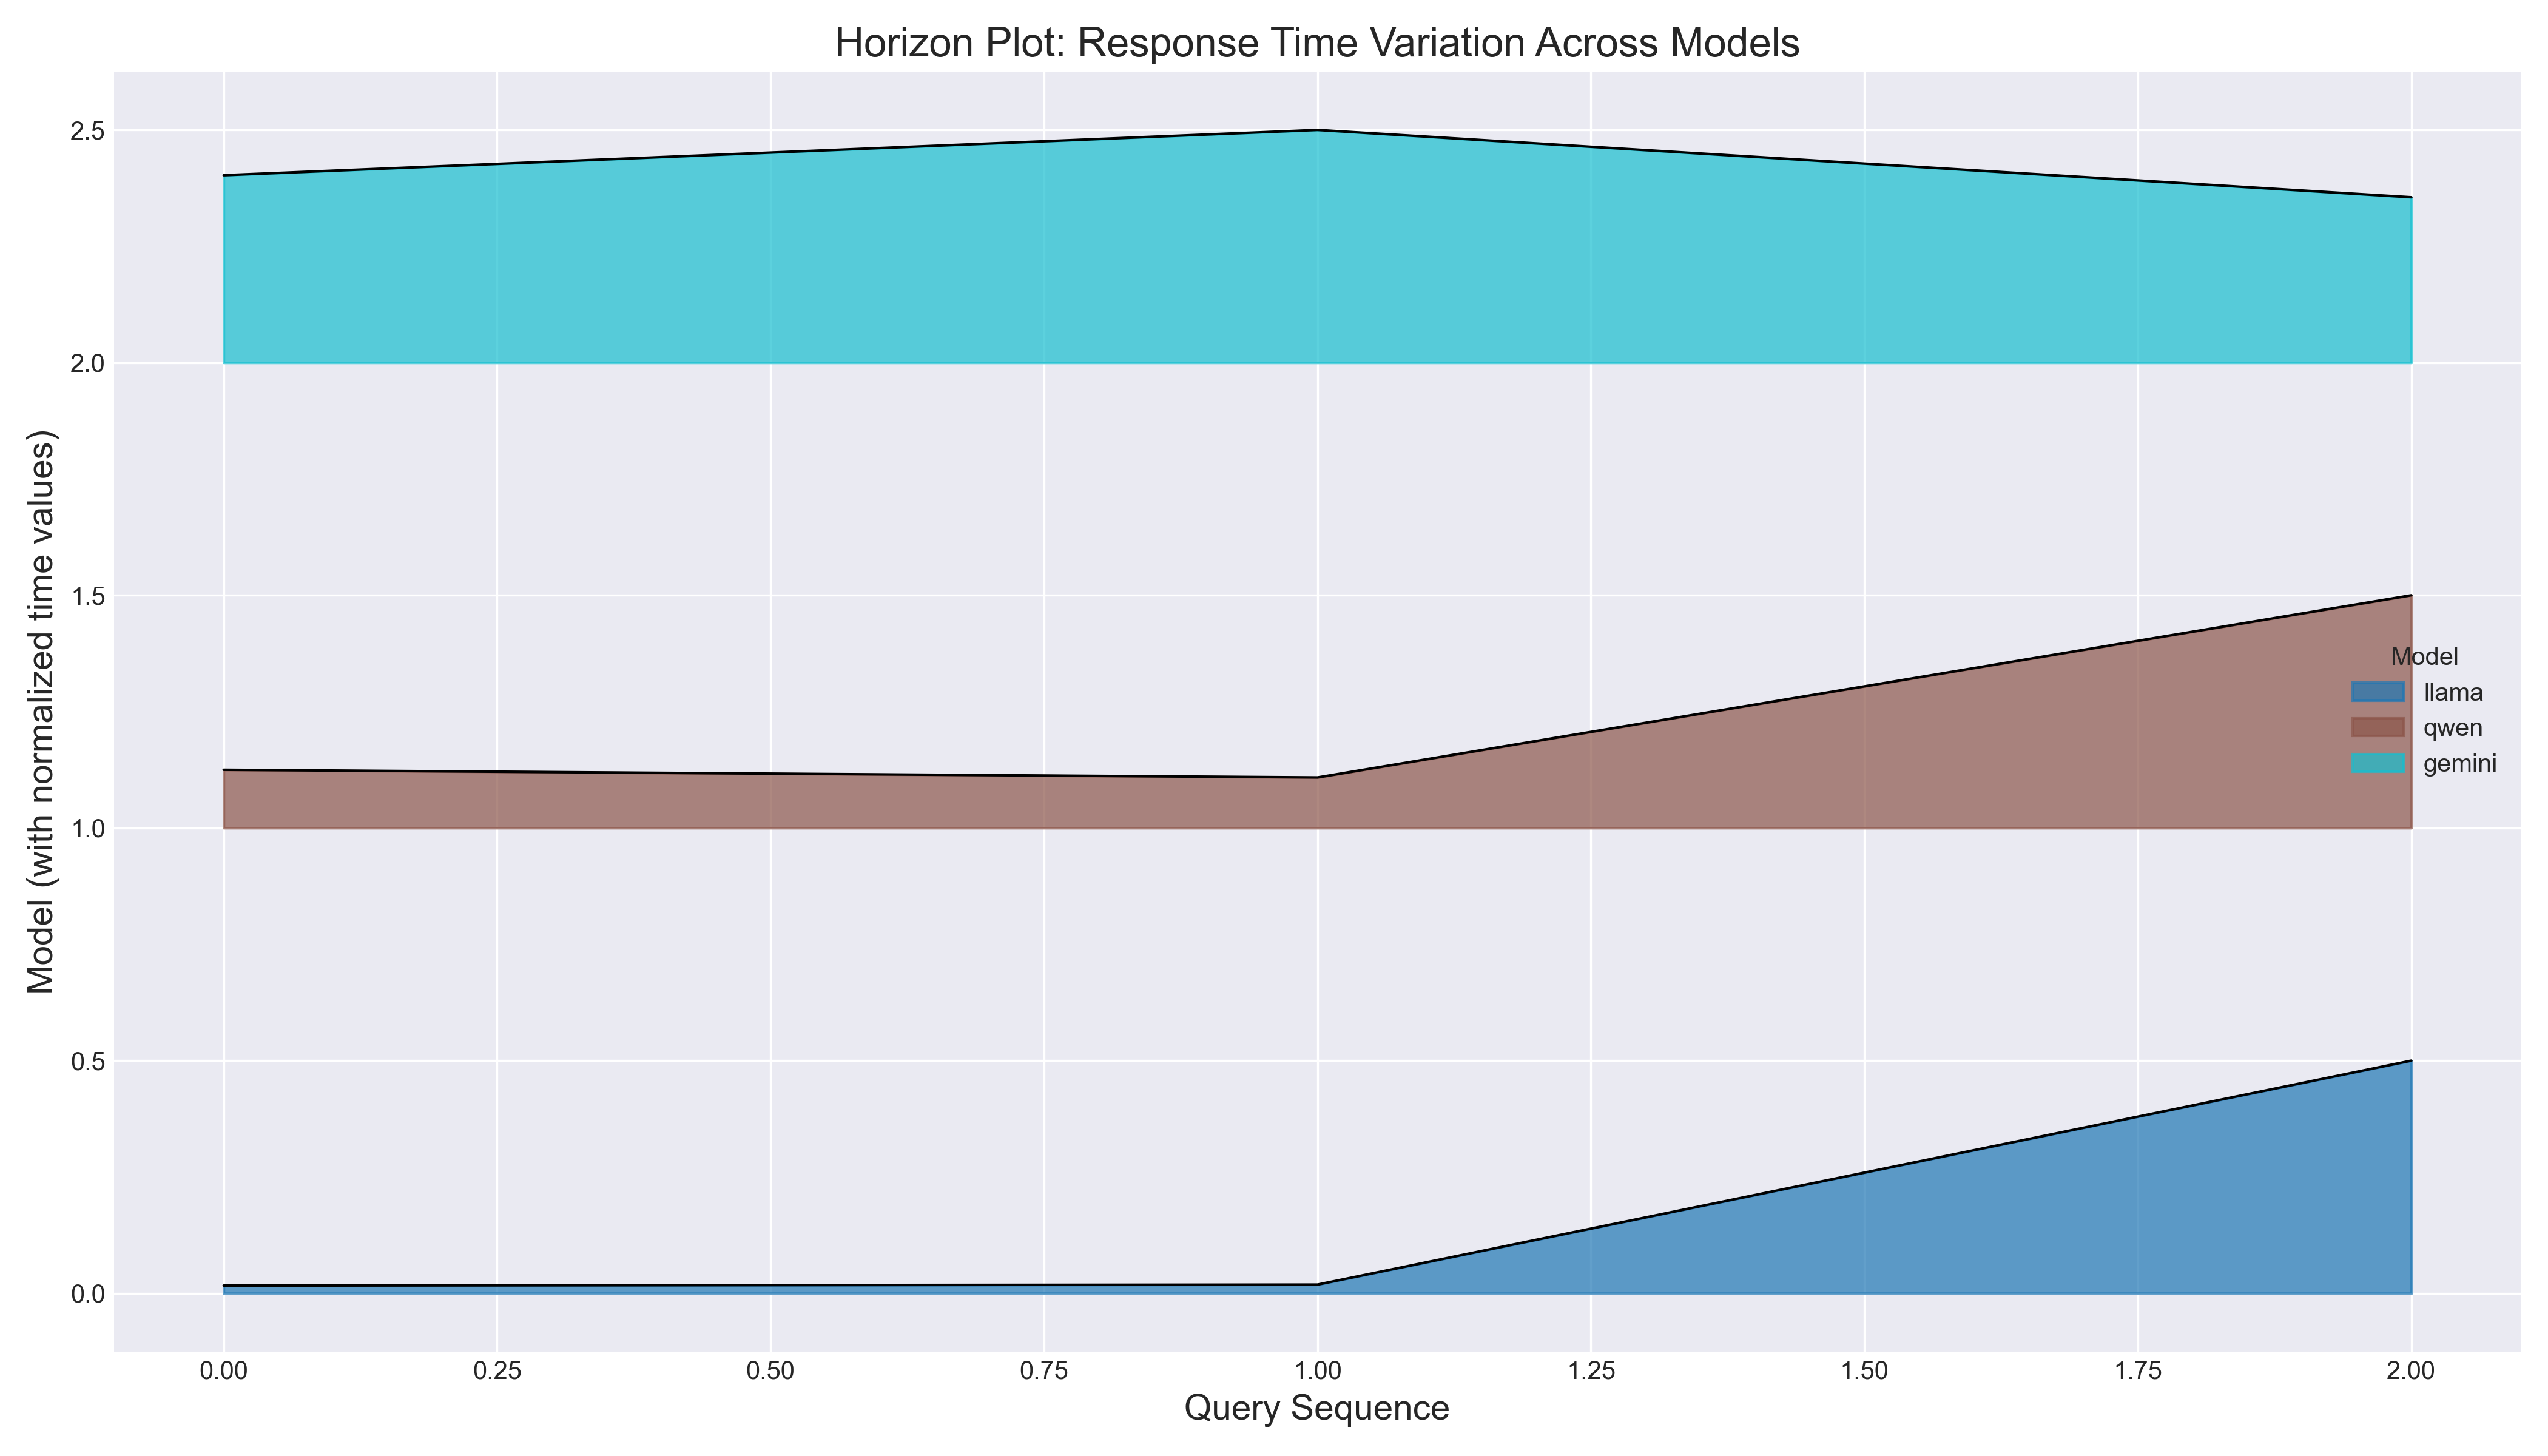 Horizon Plot: Response Time Variation Across Models
Model (with normalized time values)
2.5
2.0
1.5
1.0
0.5
0.0
Model
llama
qwen
gemini
0.00 0.25 0.50 0.75 1.00 1.25 1.50 1.75 2.00
Query Sequence